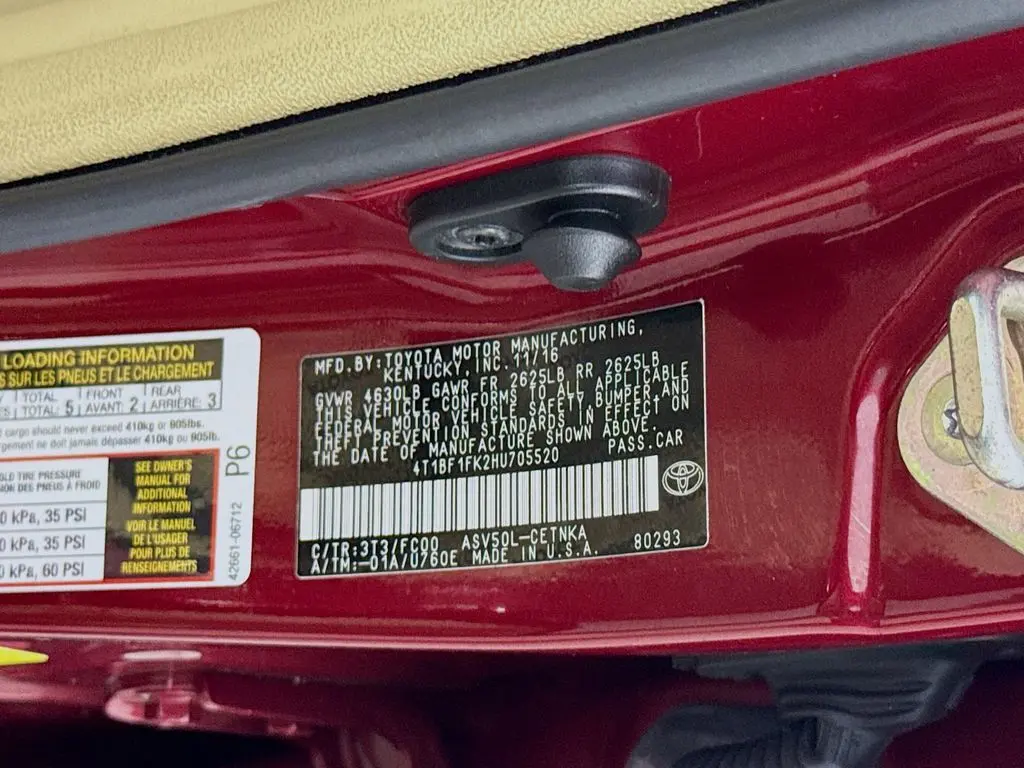 LOADING INFORMATION
SUR LES PNEUS ET LE CHARGEMENT
TOTAL FRONT REAR
TOTAL: 5 AVANT: 2 ARRIÈRE: 3
cargo should never exceed 410kg or 905lbs.
ne doit jamais dépasser 410kg ou 905lb.
TIRE PRESSURE
DES PNEUS À FROID
kPa, 35 PSI
kPa, 35 PSI
kPa, 60 PSI
SEE OWNER'S
MANUAL FOR
ADDITIONAL
INFORMATION
VOIR LE MANUEL
DE L'USAGER
POUR PLUS DE
RENSEIGNEMENTS
P6
42661-06712
MFD.BY: TOYOTA MOTOR MANUFACTURING,
KENTUCKY, INC. 11/16
GVWR 4630LB GAWR FR 2625LB RR 2625LB
THIS VEHICLE CONFORMS TO ALL APPLICABLE
FEDERAL MOTOR VEHICLE SAFETY, BUMPER, AND
THEFT PREVENTION STANDARDS IN EFFECT ON
THE DATE OF MANUFACTURE SHOWN ABOVE.
4T1BF1FK2HU705520 PASS.CAR
C/TR:3T3/FC00 ASV50L-CETNKA
A/TM:-01A/U760E MADE IN U.S.A. 80293